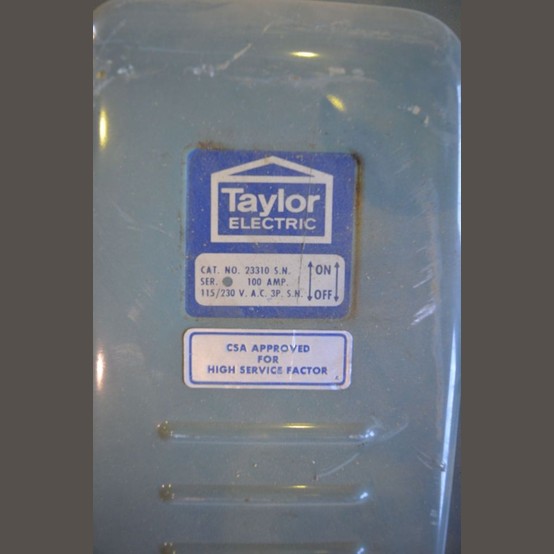 Taylor
ELECTRIC
CAT. NO. 23310 S.N.
SER. 100 AMP.
115/230 V. A.C. 3P. S.N.
ON
OFF
CSA APPROVED
FOR
HIGH SERVICE FACTOR